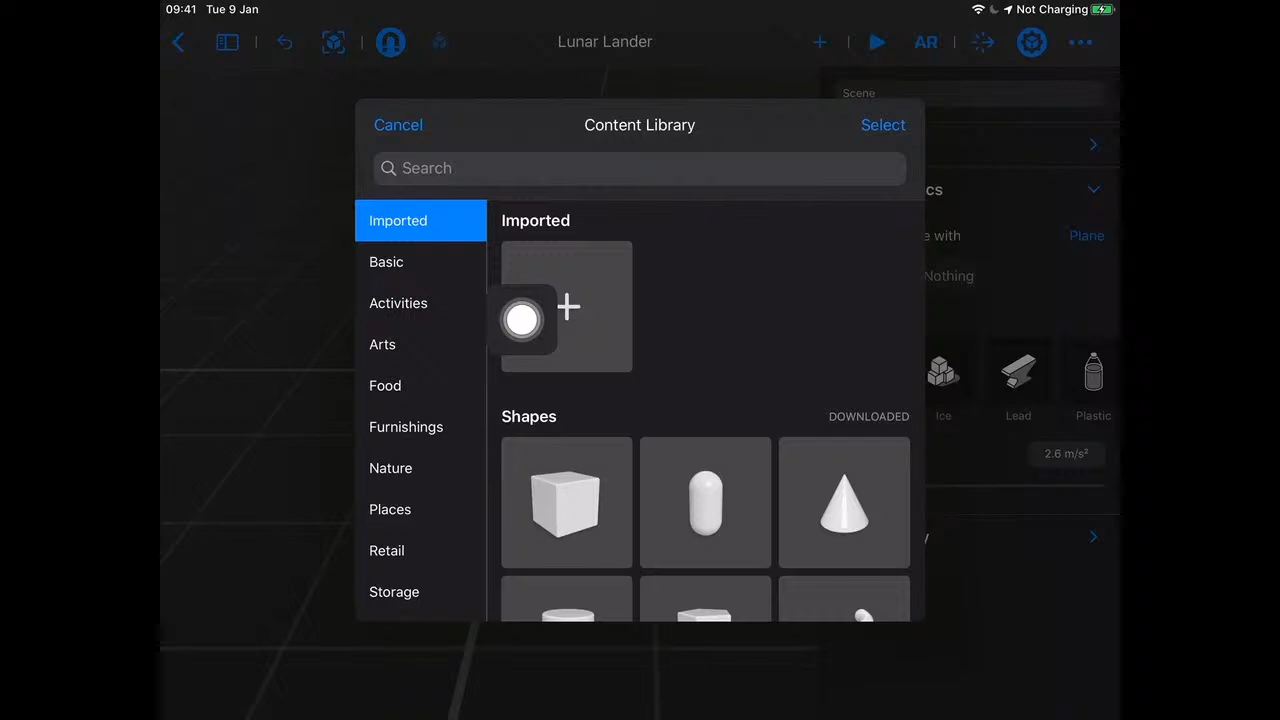 09:41 Tue 9 Jan
Not Charging
Lunar Lander
AR
Scene
Cancel
Content Library
Select
Search
cs
e with
Plane
Nothing
Ice
Lead
Plastic
2.6 m/s²
y
Imported
Basic
Activities
Arts
Food
Furnishings
Nature
Places
Retail
Storage
Imported
Shapes
DOWNLOADED